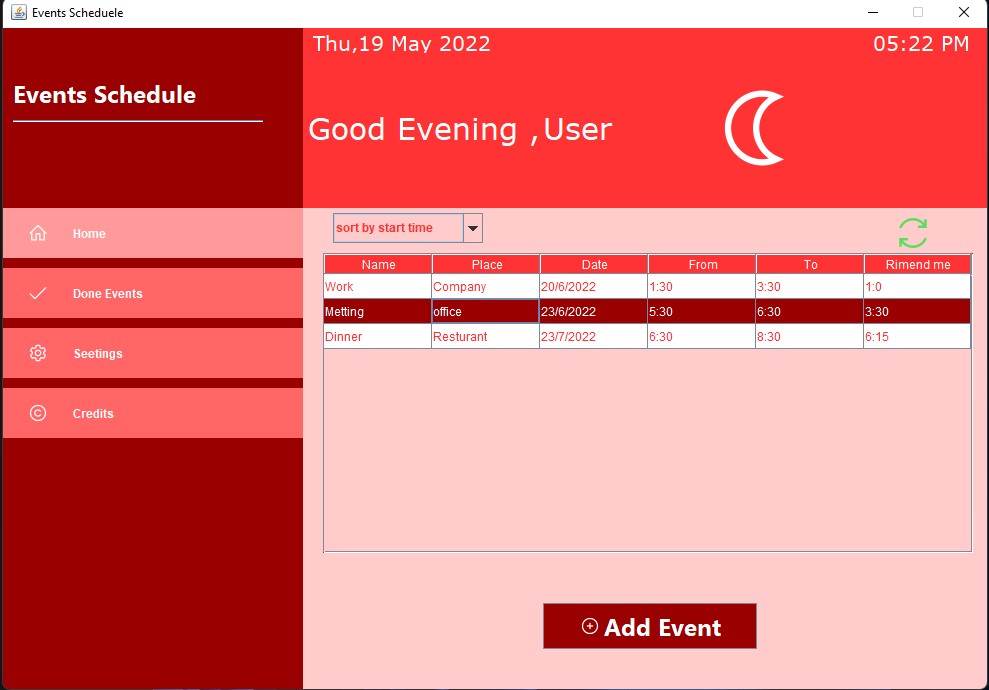 Events Scheduele
Thu,19 May 2022
05:22 PM
Events Schedule
Good Evening ,User
Home
Done Events
Seetings
Credits
sort by start time
Name Place Date From To Rimend me
Work Company 20/6/2022 1:30 3:30 1:0
Metting office 23/6/2022 5:30 6:30 3:30
Dinner Resturant 23/7/2022 6:30 8:30 6:15
Add Event